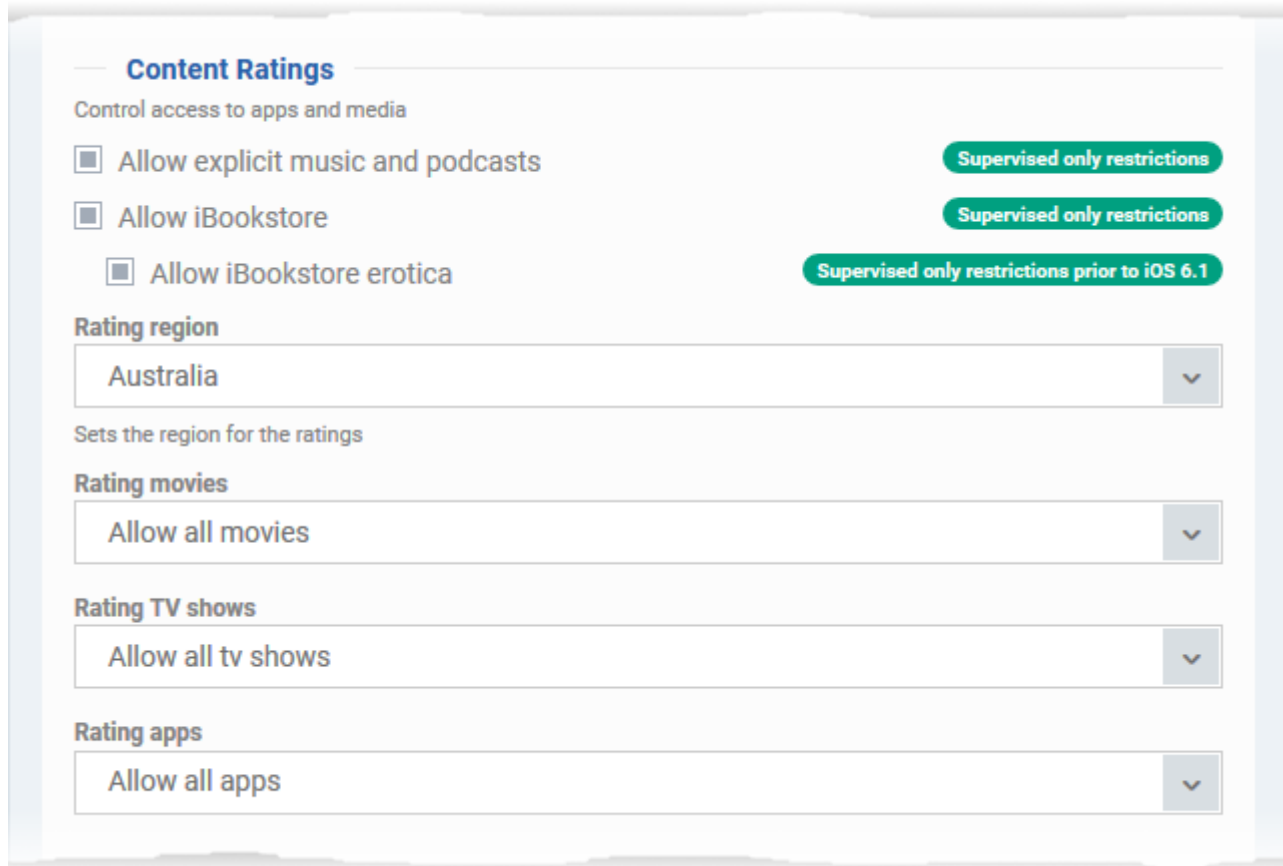 Content Ratings
Control access to apps and media
Allow explicit music and podcasts Supervised only restrictions
Allow iBookstore Supervised only restrictions
Allow iBookstore erotica Supervised only restrictions prior to iOS 6.1
Rating region
Australia
Sets the region for the ratings
Rating movies
Allow all movies
Rating TV shows
Allow all tv shows
Rating apps
Allow all apps